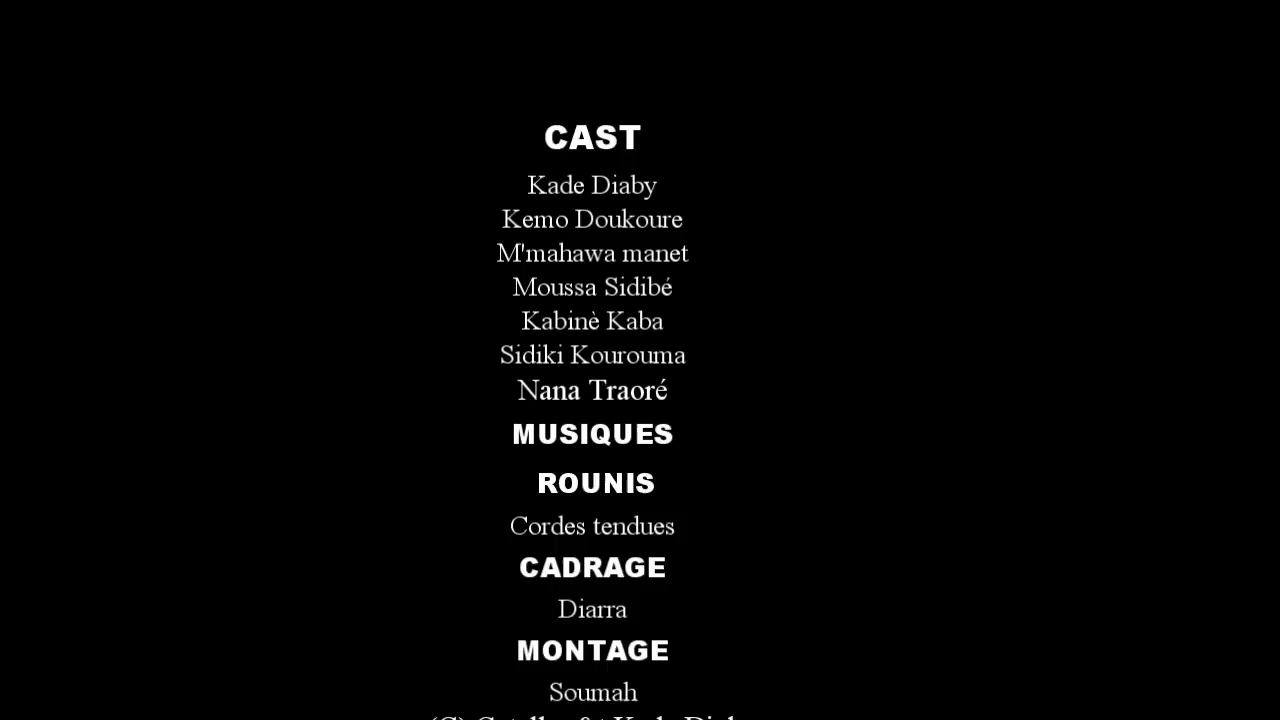 CAST
Kade Diaby
Kemo Doukoure
M'mahawa manet
Moussa Sidibé
Kabinè Kaba
Sidiki Kourouma
Nana Traoré
MUSIQUES
ROUNIS
Cordes tendues
CADRAGE
Diarra
MONTAGE
Soumah